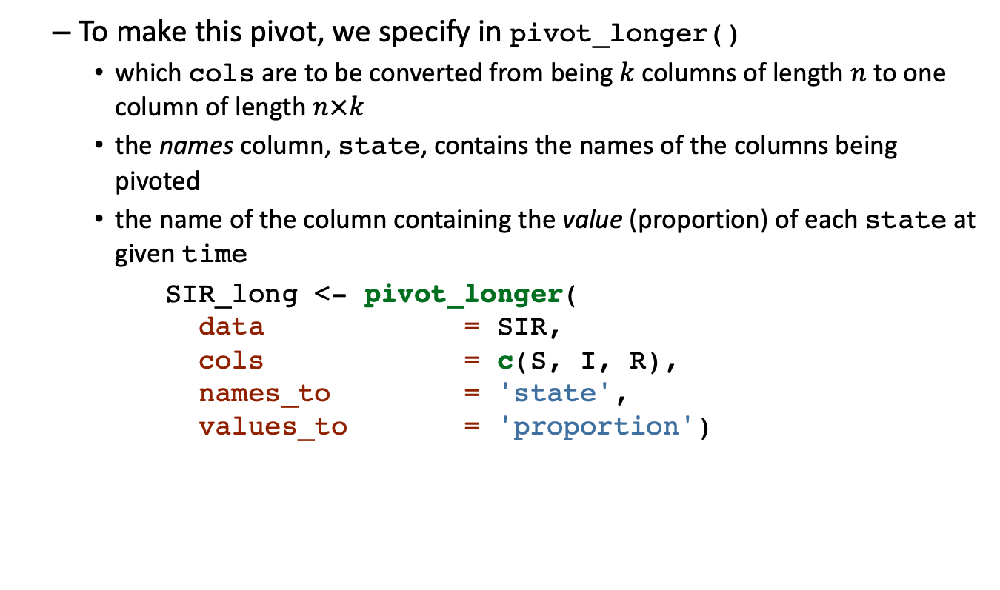 – To make this pivot, we specify in pivot_longer()
• which cols are to be converted from being k columns of length n to one
column of length n×k
• the names column, state, contains the names of the columns being
pivoted
• the name of the column containing the value (proportion) of each state at
given time
SIR_long <- pivot_longer(
data = SIR,
cols = c(S, I, R),
names_to = 'state',
values_to = 'proportion')